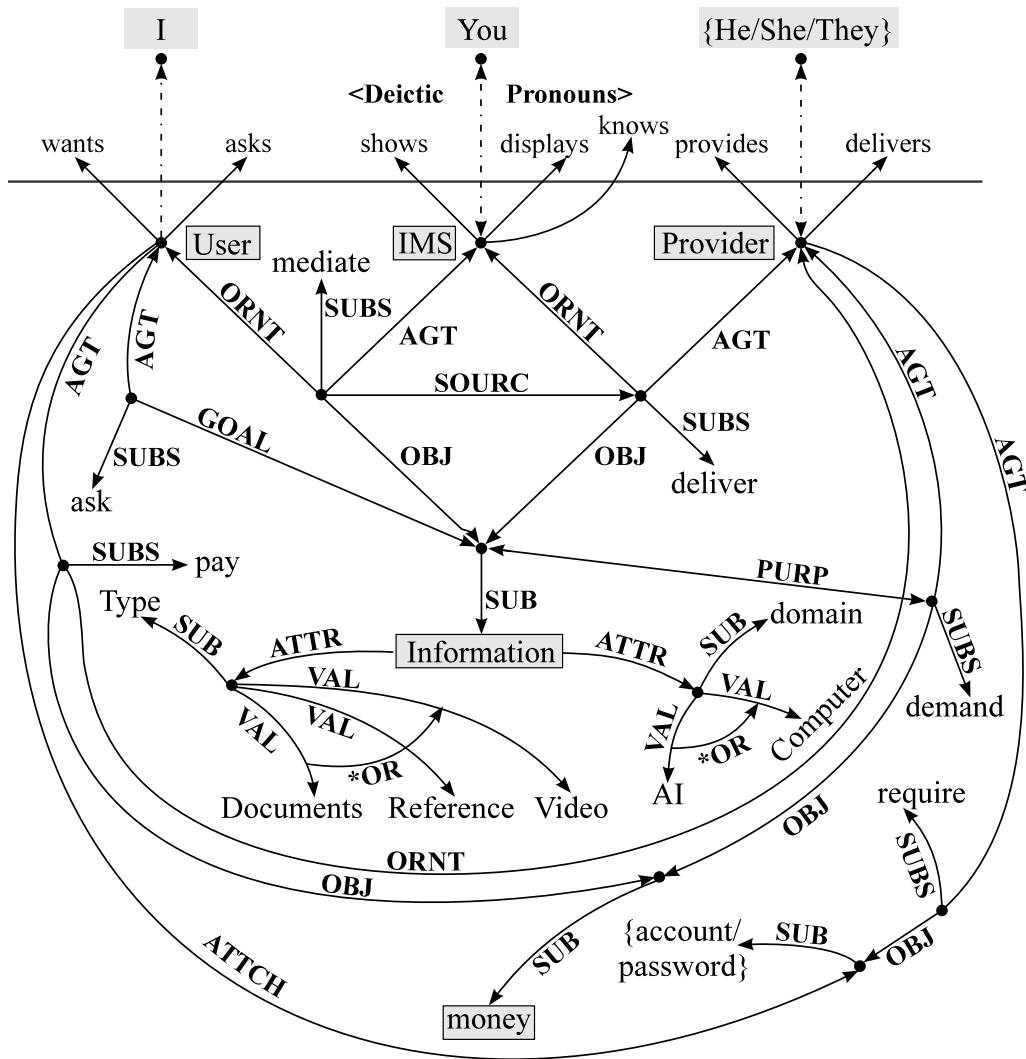 I You {He/She/They}
<Deictic Pronouns>
wants asks shows displays knows provides delivers
User IMS Provider
mediate
ORNT SUBS AGT ORNT AGT
AGT AGT AGT
SOURC
GOAL OBJ OBJ SUBS
SUBS deliver AGT
ask
SUBS pay PURP
Type SUB domain
SUB ATTR Information ATTR SUB SUBS
VAL VAL VAL VAL VAL demand
*OR *OR Computer
Documents Reference Video AI require
OBJ
ORNT SUBS
OBJ
ATTCH SUB {account/ SUB OBJ
password}
money